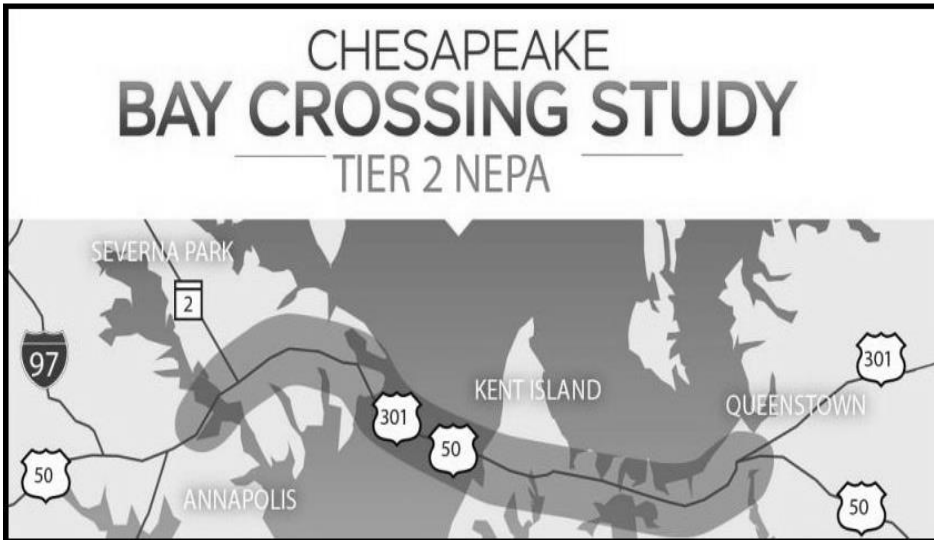 CHESAPEAKE
BAY CROSSING STUDY
TIER 2 NEPA
SEVERNA PARK
2
97
301
KENT ISLAND
301
QUEENSTOWN
50
50
ANNAPOLIS
50